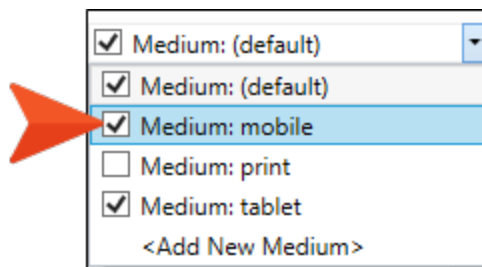 Medium: (default)
Medium: (default)
Medium: mobile
Medium: print
Medium: tablet
<Add New Medium>